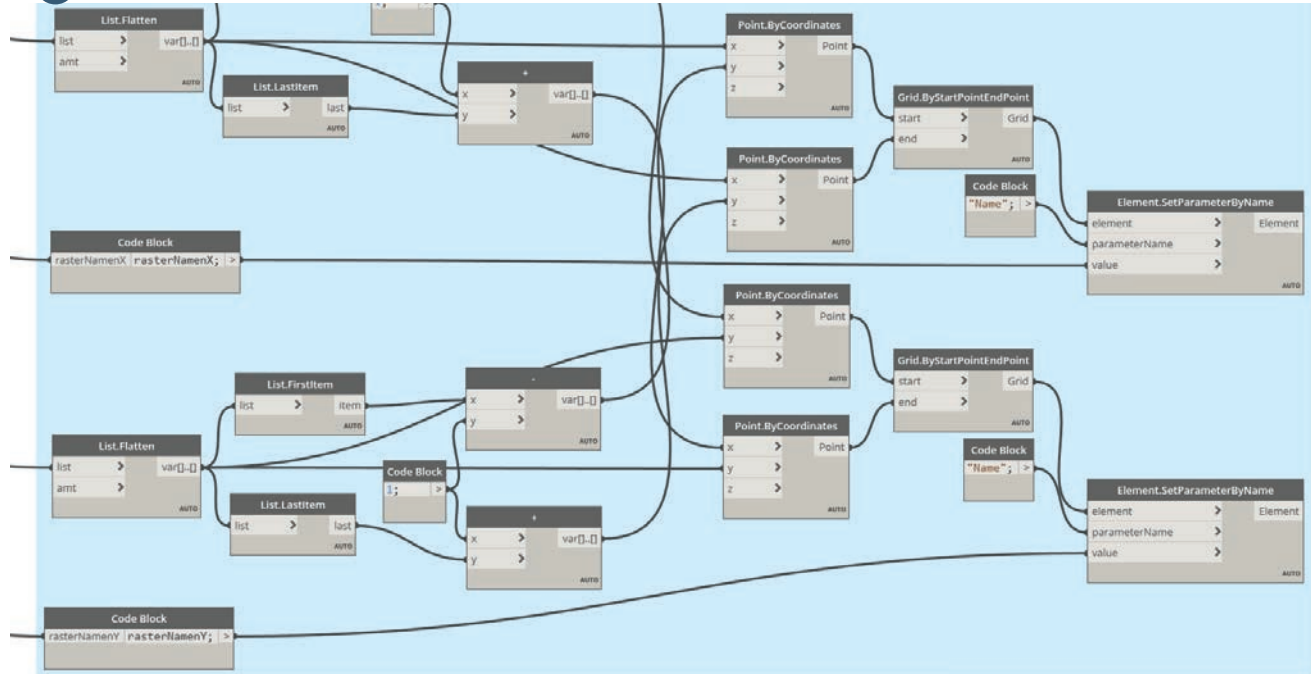 List.Flatten
list > var[]..[]
amt >
AUTO
List.LastItem
list > last
AUTO
+
x > var[]..[]
y >
AUTO
Point.ByCoordinates
x > Point
y >
z >
AUTO
Grid.ByStartPointEndPoint
start > Grid
end >
AUTO
Point.ByCoordinates
x > Point
y >
z >
AUTO
Code Block
"Name"; >
Element.SetParameterByName
element > Element
parameterName >
value >
AUTO
Code Block
rasterNamenX rasterNamenX; >
Point.ByCoordinates
x > Point
y >
z >
AUTO
Grid.ByStartPointEndPoint
start > Grid
end >
AUTO
List.FirstItem
list > item
AUTO
-
x > var[]..[]
y >
AUTO
Point.ByCoordinates
x > Point
y >
z >
AUTO
List.Flatten
list > var[]..[]
amt >
AUTO
Code Block
1; >
Code Block
"Name"; >
List.LastItem
list > last
AUTO
+
x > var[]..[]
y >
AUTO
Element.SetParameterByName
element > Element
parameterName >
value >
AUTO
Code Block
rasterNamenY rasterNamenY; >